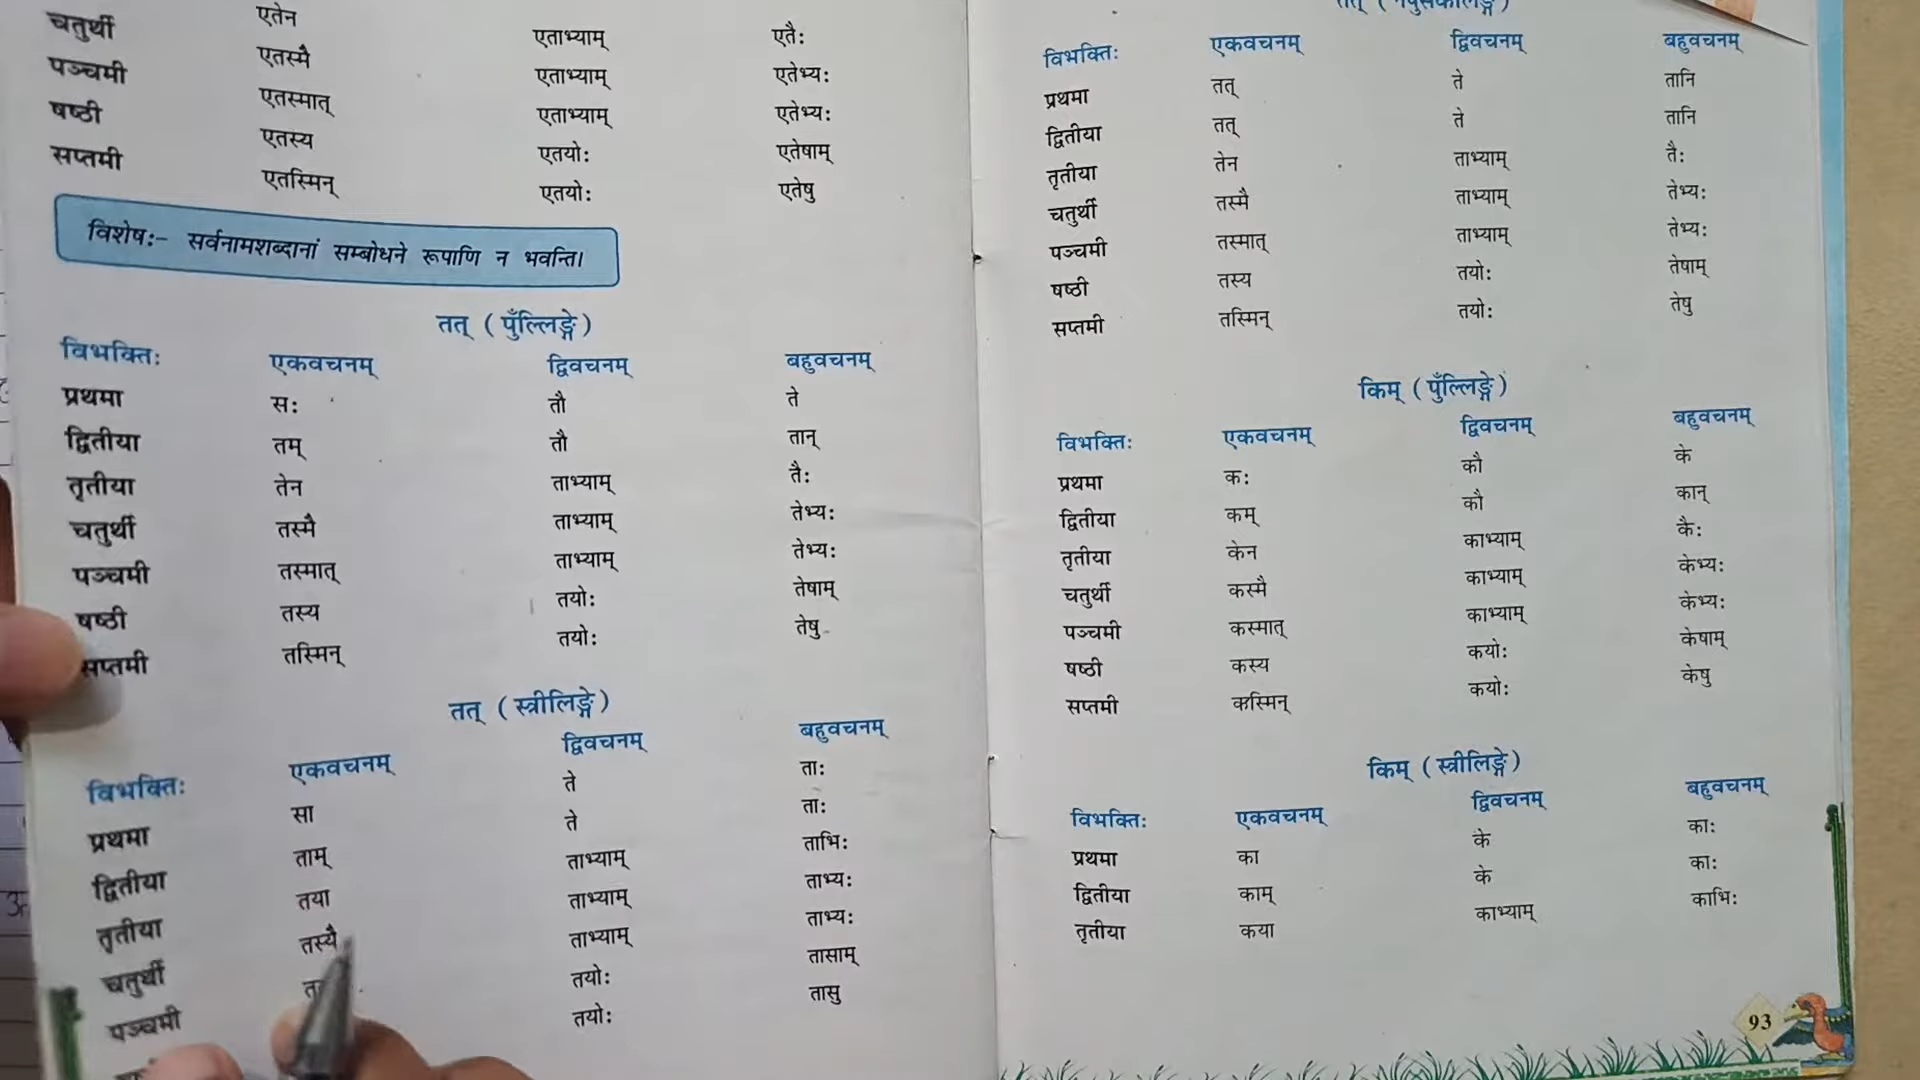 एतेन एताभ्याम् एतैः
चतुर्थी एतस्मै एताभ्याम् एतेभ्यः
पञ्चमी एतस्मात् एताभ्याम् एतेभ्यः
षष्ठी एतस्य एतयोः एतेषाम्
सप्तमी एतस्मिन् एतयोः एतेषु
विशेषः- सर्वनामशब्दानां सम्बोधने रूपाणि न भवन्ति।
तत् (पुँल्लिङ्गे)
विभक्तिः एकवचनम् द्विवचनम् बहुवचनम्
प्रथमा सः तौ ते
द्वितीया तम् तौ तान्
तृतीया तेन ताभ्याम् तैः
चतुर्थी तस्मै ताभ्याम् तेभ्यः
पञ्चमी तस्मात् ताभ्याम् तेभ्यः
षष्ठी तस्य तयोः तेषाम्
सप्तमी तस्मिन् तयोः तेषु
तत् (स्त्रीलिङ्गे)
विभक्तिः एकवचनम् द्विवचनम् बहुवचनम्
प्रथमा सा ते ताः
द्वितीया ताम् ते ताः
तृतीया तया ताभ्याम् ताभिः
चतुर्थी तस्यै ताभ्याम् ताभ्यः
पञ्चमी ताभ्याम् ताभ्यः
तयोः तासाम्
तयोः तासु
तत् (नपुंसकलिङ्गे)
विभक्तिः एकवचनम् द्विवचनम् बहुवचनम्
प्रथमा तत् ते तानि
द्वितीया तत् ते तानि
तृतीया तेन ताभ्याम् तैः
चतुर्थी तस्मै ताभ्याम् तेभ्यः
पञ्चमी तस्मात् ताभ्याम् तेभ्यः
षष्ठी तस्य तयोः तेषाम्
सप्तमी तस्मिन् तयोः तेषु
किम् (पुँल्लिङ्गे)
विभक्तिः एकवचनम् द्विवचनम् बहुवचनम्
प्रथमा कः कौ के
द्वितीया कम् कौ कान्
तृतीया केन काभ्याम् कैः
चतुर्थी कस्मै काभ्याम् केभ्यः
पञ्चमी कस्मात् काभ्याम् केभ्यः
षष्ठी कस्य कयोः केषाम्
सप्तमी कस्मिन् कयोः केषु
किम् (स्त्रीलिङ्गे)
विभक्तिः एकवचनम् द्विवचनम् बहुवचनम्
प्रथमा का के काः
द्वितीया काम् के काः
तृतीया कया काभ्याम् काभिः
93